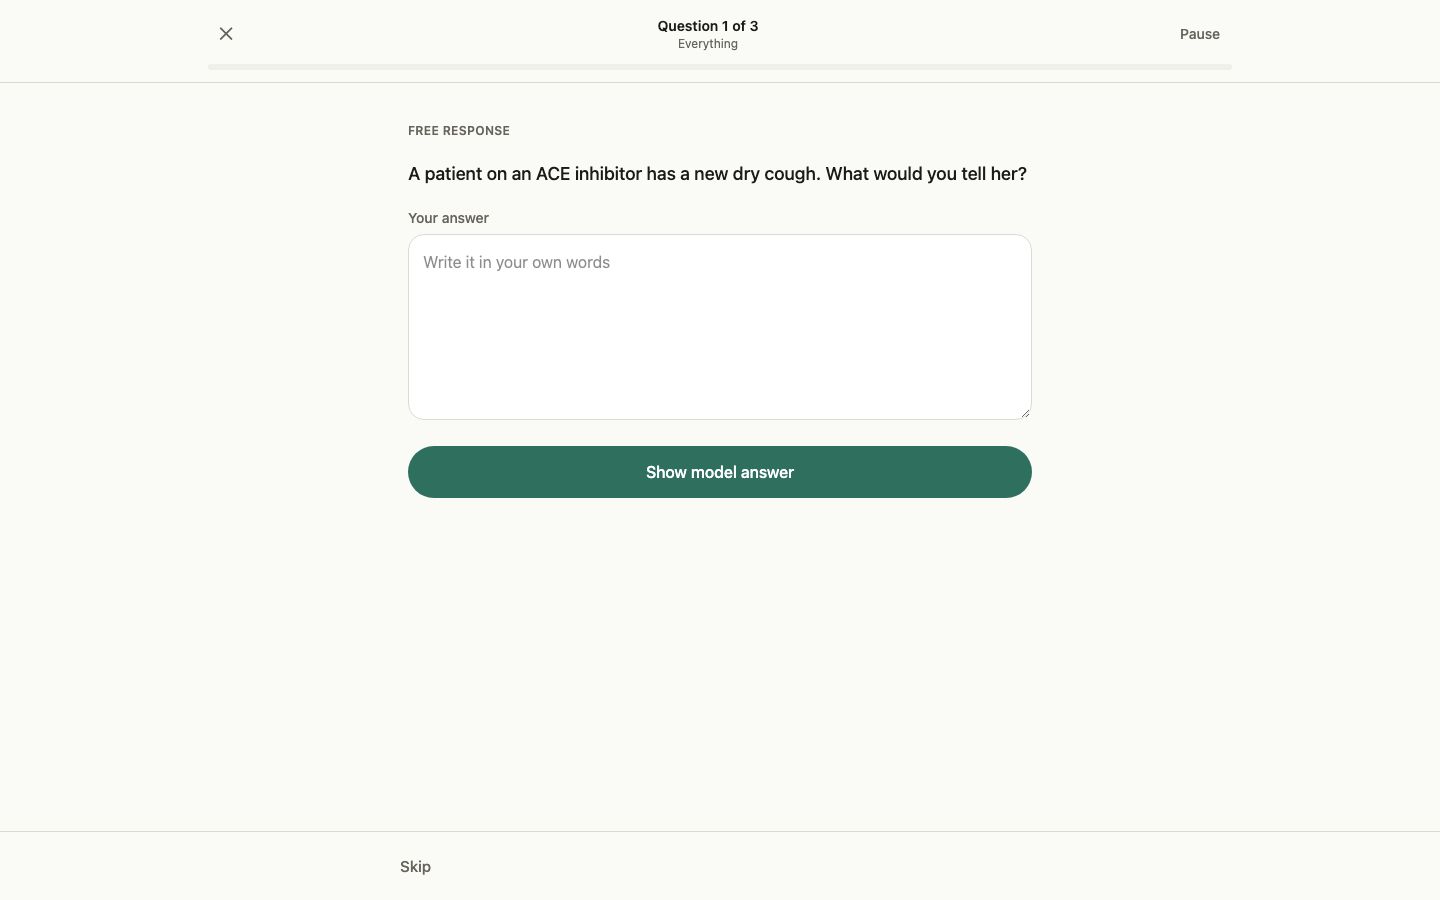 Question 1 of 3
Everything
Pause
FREE RESPONSE
A patient on an ACE inhibitor has a new dry cough. What would you tell her?
Your answer
Write it in your own words
Show model answer
Skip